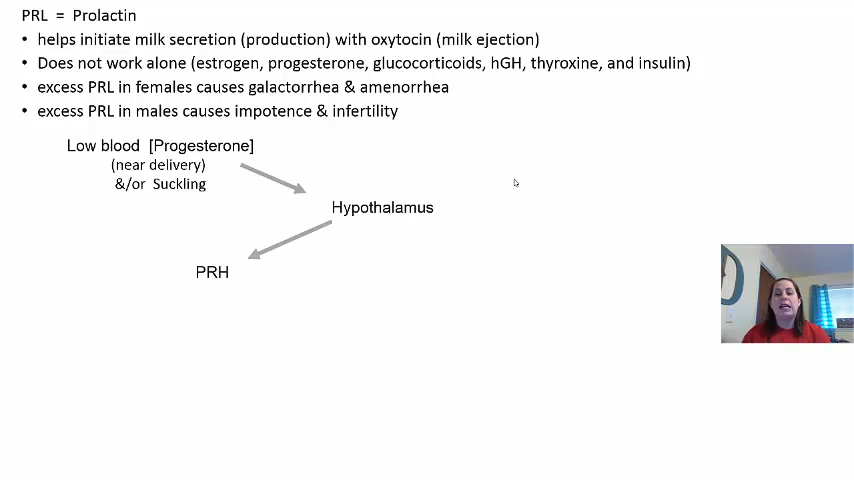 PRL = Prolactin
• helps initiate milk secretion (production) with oxytocin (milk ejection)
• Does not work alone (estrogen, progesterone, glucocorticoids, hGH, thyroxine, and insulin)
• excess PRL in females causes galactorrhea & amenorrhea
• excess PRL in males causes impotence & infertility
Low blood [Progesterone]
(near delivery)
&/or Suckling
Hypothalamus
PRH